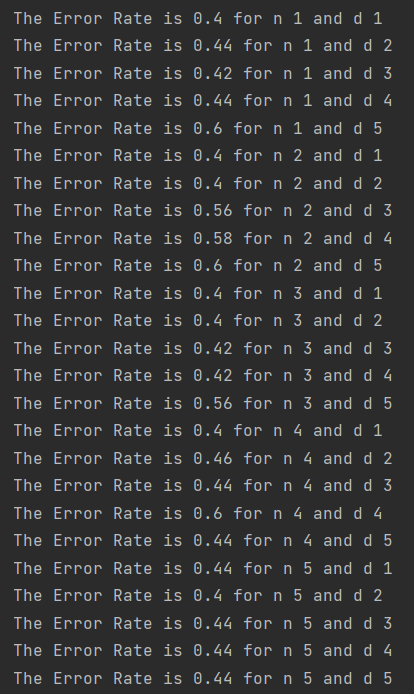 The Error Rate is 0.4 for n 1 and d 1
The Error Rate is 0.44 for n 1 and d 2
The Error Rate is 0.42 for n 1 and d 3
The Error Rate is 0.44 for n 1 and d 4
The Error Rate is 0.6 for n 1 and d 5
The Error Rate is 0.4 for n 2 and d 1
The Error Rate is 0.4 for n 2 and d 2
The Error Rate is 0.56 for n 2 and d 3
The Error Rate is 0.58 for n 2 and d 4
The Error Rate is 0.6 for n 2 and d 5
The Error Rate is 0.4 for n 3 and d 1
The Error Rate is 0.4 for n 3 and d 2
The Error Rate is 0.42 for n 3 and d 3
The Error Rate is 0.42 for n 3 and d 4
The Error Rate is 0.56 for n 3 and d 5
The Error Rate is 0.4 for n 4 and d 1
The Error Rate is 0.46 for n 4 and d 2
The Error Rate is 0.44 for n 4 and d 3
The Error Rate is 0.6 for n 4 and d 4
The Error Rate is 0.44 for n 4 and d 5
The Error Rate is 0.44 for n 5 and d 1
The Error Rate is 0.4 for n 5 and d 2
The Error Rate is 0.44 for n 5 and d 3
The Error Rate is 0.44 for n 5 and d 4
The Error Rate is 0.44 for n 5 and d 5